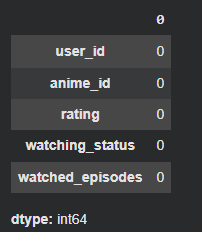 0
user_id 0
anime_id 0
rating 0
watching_status 0
watched_episodes 0
dtype: int64